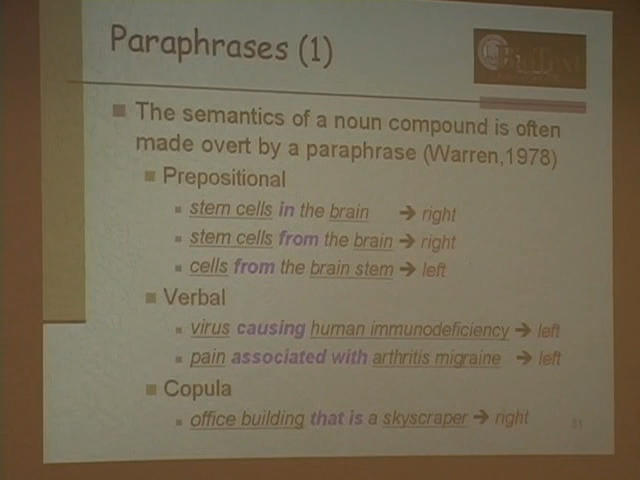 Paraphrases (1)
BioText
The semantics of a noun compound is often
made overt by a paraphrase (Warren,1978)
Prepositional
stem cells in the brain → right
stem cells from the brain → right
cells from the brain stem → left
Verbal
virus causing human immunodeficiency → left
pain associated with arthritis migraine → left
Copula
office building that is a skyscraper → right